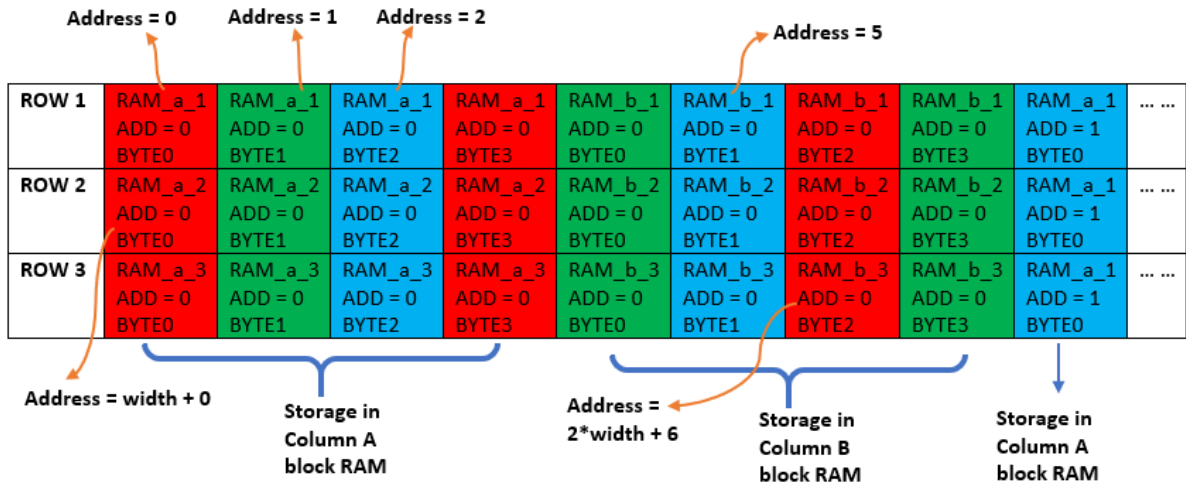 Address = 0
Address = 1
Address = 2
Address = 5
ROW 1 RAM_a_1 RAM_a_1 RAM_a_1 RAM_a_1 RAM_b_1 RAM_b_1 RAM_b_1 RAM_b_1 RAM_a_1 ... ...
ADD = 0 ADD = 0 ADD = 0 ADD = 0 ADD = 0 ADD = 0 ADD = 0 ADD = 0 ADD = 1
BYTE0 BYTE1 BYTE2 BYTE3 BYTE0 BYTE1 BYTE2 BYTE3 BYTE0
ROW 2 RAM_a_2 RAM_a_2 RAM_a_2 RAM_a_2 RAM_b_2 RAM_b_2 RAM_b_2 RAM_b_2 RAM_a_1 ... ...
ADD = 0 ADD = 0 ADD = 0 ADD = 0 ADD = 0 ADD = 0 ADD = 0 ADD = 0 ADD = 1
BYTE0 BYTE1 BYTE2 BYTE3 BYTE0 BYTE1 BYTE2 BYTE3 BYTE0
ROW 3 RAM_a_3 RAM_a_3 RAM_a_3 RAM_a_3 RAM_b_3 RAM_b_3 RAM_b_3 RAM_b_3 RAM_a_1 ... ...
ADD = 0 ADD = 0 ADD = 0 ADD = 0 ADD = 0 ADD = 0 ADD = 0 ADD = 0 ADD = 1
BYTE0 BYTE1 BYTE2 BYTE3 BYTE0 BYTE1 BYTE2 BYTE3 BYTE0
Address = width + 0
Storage in
Column A
block RAM
Address =
2*width + 6
Storage in
Column B
block RAM
Storage in
Column A
block RAM